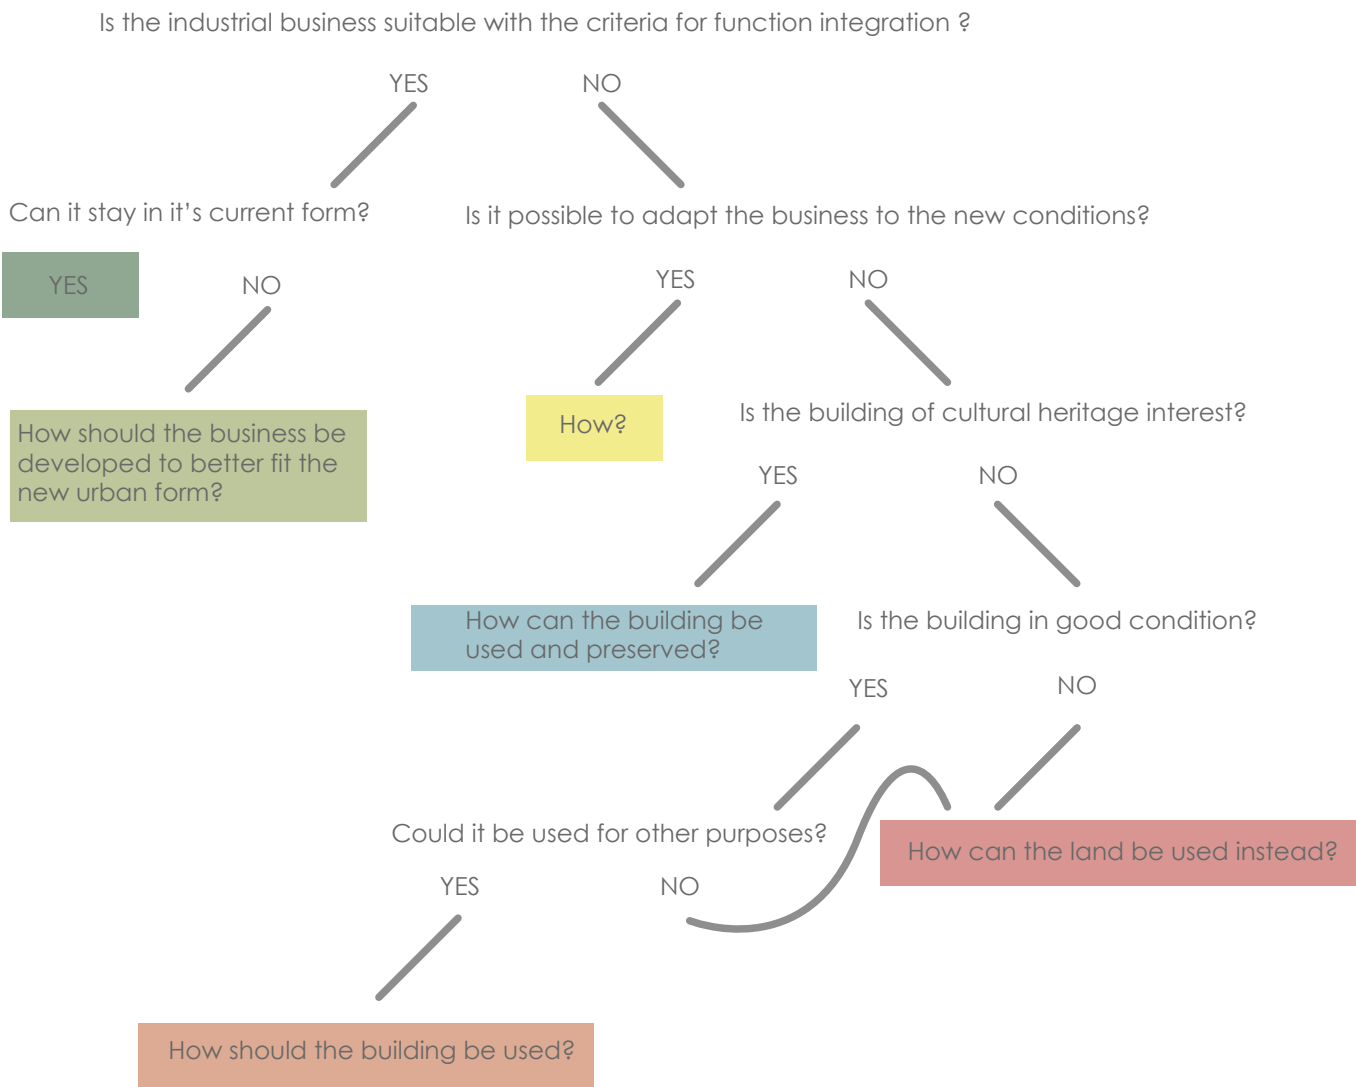 Is the industrial business suitable with the criteria for function integration ?
YES
NO
Can it stay in it's current form?
Is it possible to adapt the business to the new conditions?
YES
NO
YES
NO
How should the business be
developed to better fit the
new urban form?
How?
Is the building of cultural heritage interest?
YES
NO
How can the building be
used and preserved?
Is the building in good condition?
YES
NO
Could it be used for other purposes?
How can the land be used instead?
YES
NO
How should the building be used?